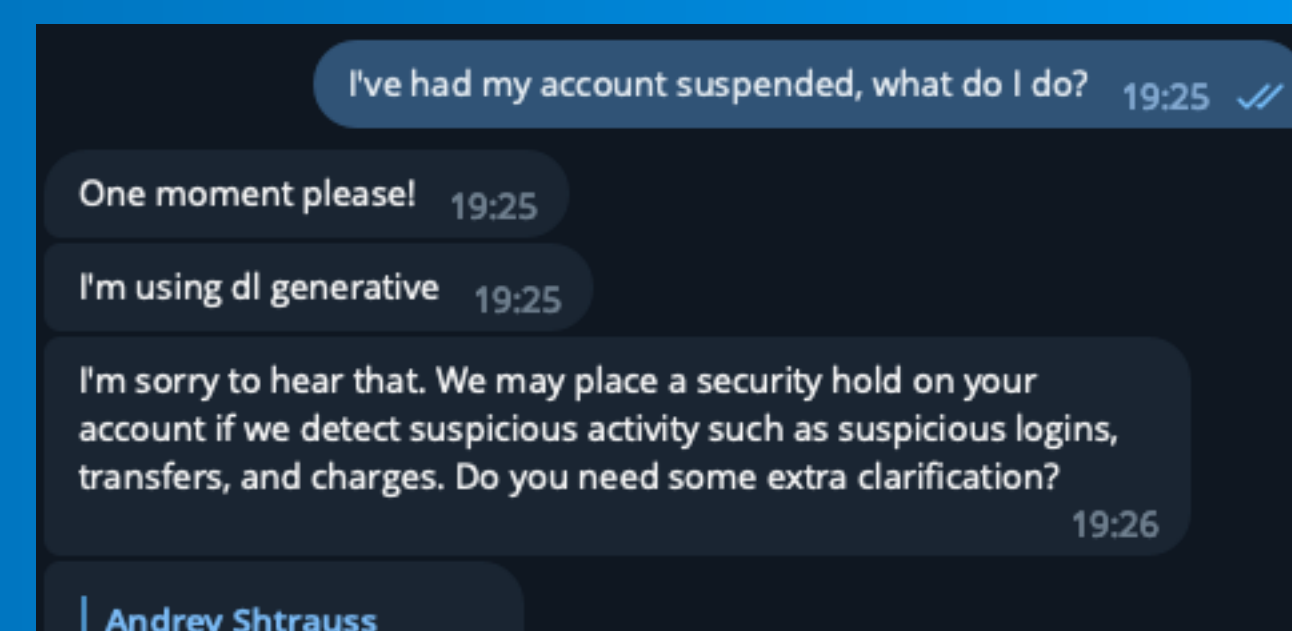 I've had my account suspended, what do I do? 19:25
One moment please! 19:25
I'm using dl generative 19:25
I'm sorry to hear that. We may place a security hold on your
account if we detect suspicious activity such as suspicious logins,
transfers, and charges. Do you need some extra clarification?
19:26
Andrey Shtrauss